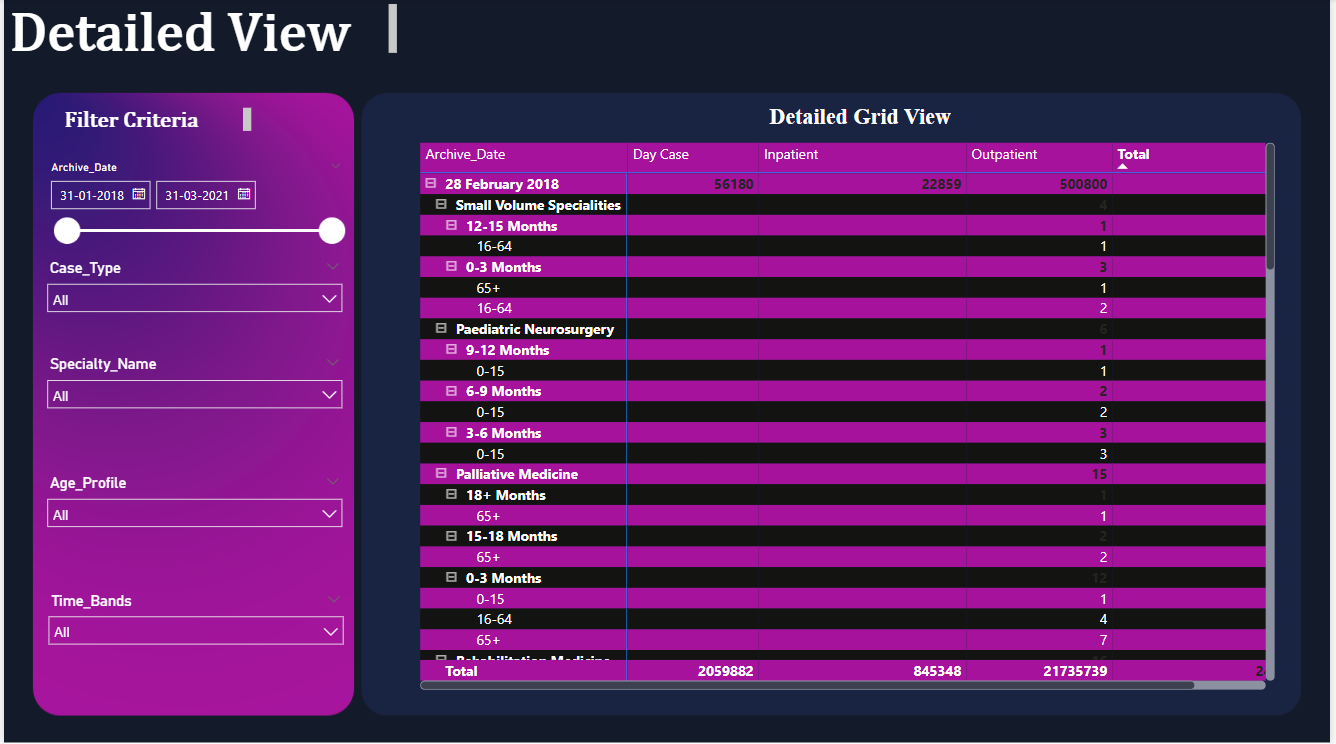 Detailed View
Filter Criteria
Archive_Date
31-01-2018 31-03-2021
Case_Type
All
Specialty_Name
All
Age_Profile
All
Time_Bands
All
Detailed Grid View
Archive_Date Day Case Inpatient Outpatient Total
28 February 2018 56180 22859 500800
Small Volume Specialities 4
12-15 Months 1
16-64 1
0-3 Months 3
65+ 1
16-64 2
Paediatric Neurosurgery 6
9-12 Months 1
0-15 1
6-9 Months 2
0-15 2
3-6 Months 3
0-15 3
Palliative Medicine 15
18+ Months 1
65+ 1
15-18 Months 2
65+ 2
0-3 Months 12
0-15 1
16-64 4
65+ 7
Total 2059882 845348 21735739